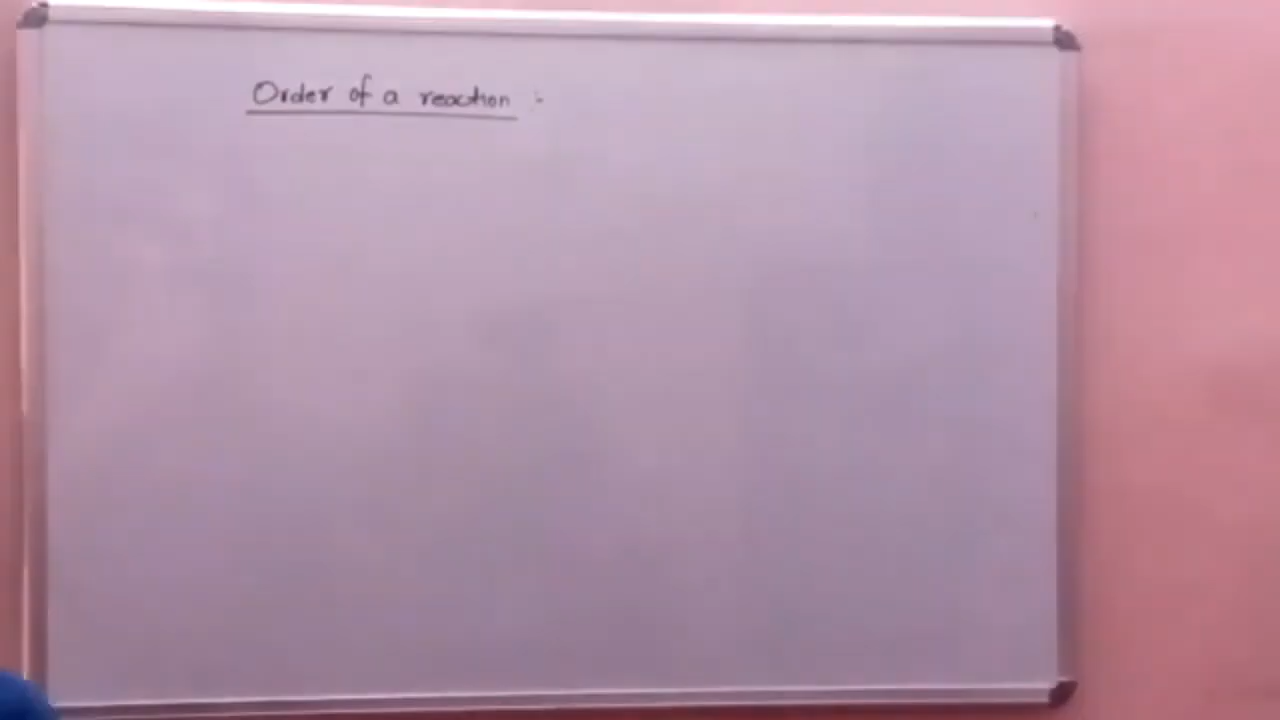 Order of a reaction :-